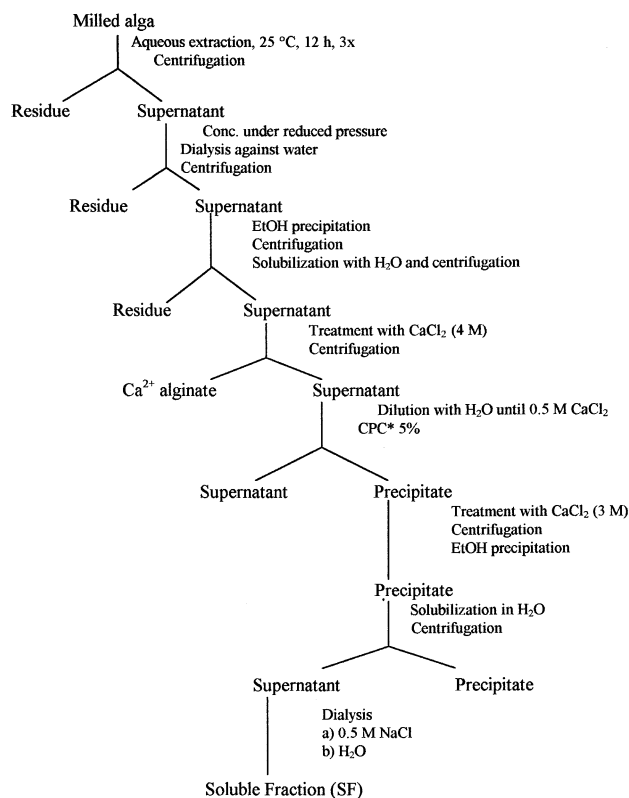 Milled alga
Aqueous extraction, 25 °C, 12 h, 3x
Centrifugation
Residue Supernatant
Conc. under reduced pressure
Dialysis against water
Centrifugation
Residue Supernatant
EtOH precipitation
Centrifugation
Solubilization with H₂O and centrifugation
Residue Supernatant
Treatment with CaCl₂ (4 M)
Centrifugation
Ca²⁺ alginate Supernatant
Dilution with H₂O until 0.5 M CaCl₂
CPC* 5%
Supernatant Precipitate
Treatment with CaCl₂ (3 M)
Centrifugation
EtOH precipitation
Precipitate
Solubilization in H₂O
Centrifugation
Supernatant Precipitate
Dialysis
a) 0.5 M NaCl
b) H₂O
Soluble Fraction (SF)